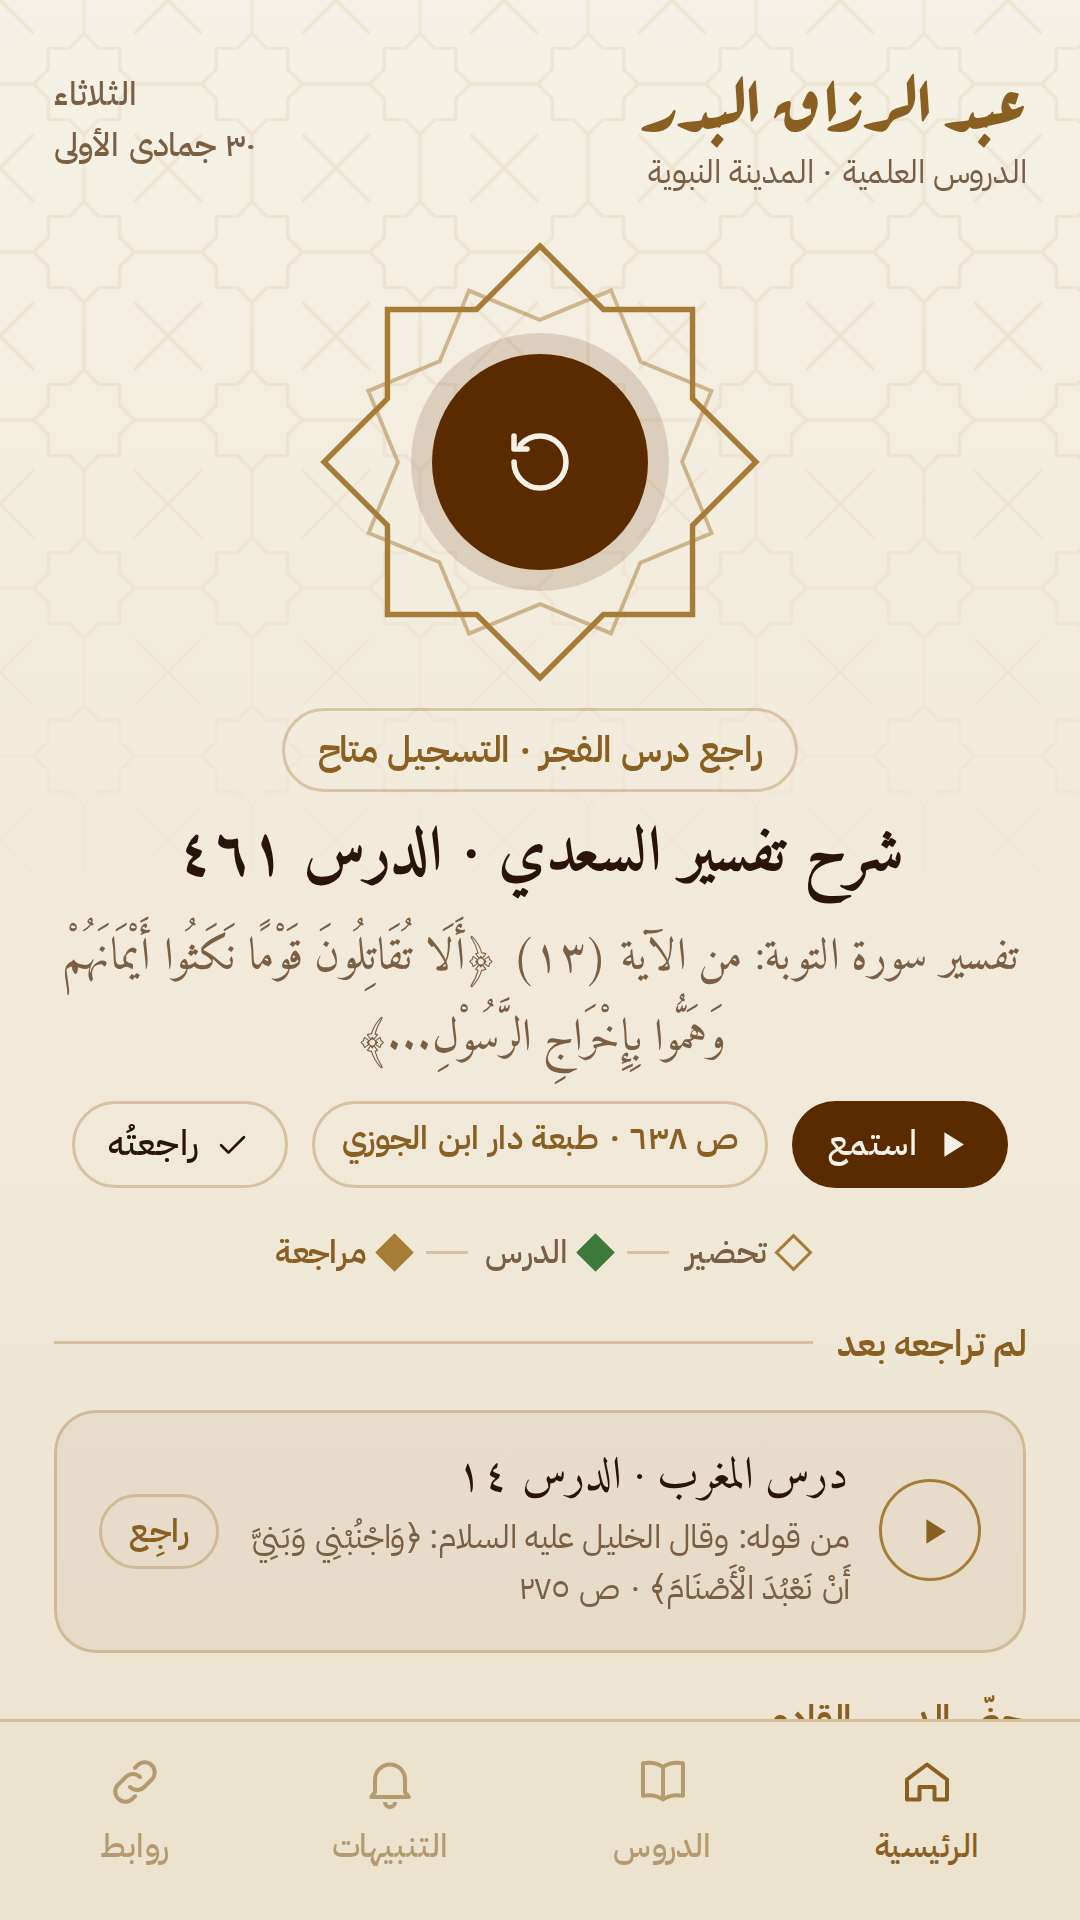 عبد الرزاق البدر
الدروس العلمية · المدينة النبوية
الثلاثاء
٣٠ جمادى الأولى
راجع درس الفجر · التسجيل متاح
شرح تفسير السعدي · الدرس ٤٦١
تفسير سورة التوبة: من الآية (١٣) ﴿أَلَا تُقَاتِلُونَ قَوْمًا نَكَثُوا أَيْمَانَهُمْ
وَهَمُّوا بِإِخْرَاجِ الرَّسُوْلِ...﴾
استمع
ص ٦٣٨ · طبعة دار ابن الجوزي
راجعتُه
تحضير
الدرس
مراجعة
لم تراجعه بعد
درس المغرب · الدرس ١٤
من قوله: وقال الخليل عليه السلام: ﴿وَاجْنُبْنِي وَبَنِيَّ
أَنْ نَعْبُدَ الْأَصْنَامَ﴾ · ص ٢٧٥
راجِع
الرئيسية
الدروس
التنبيهات
روابط